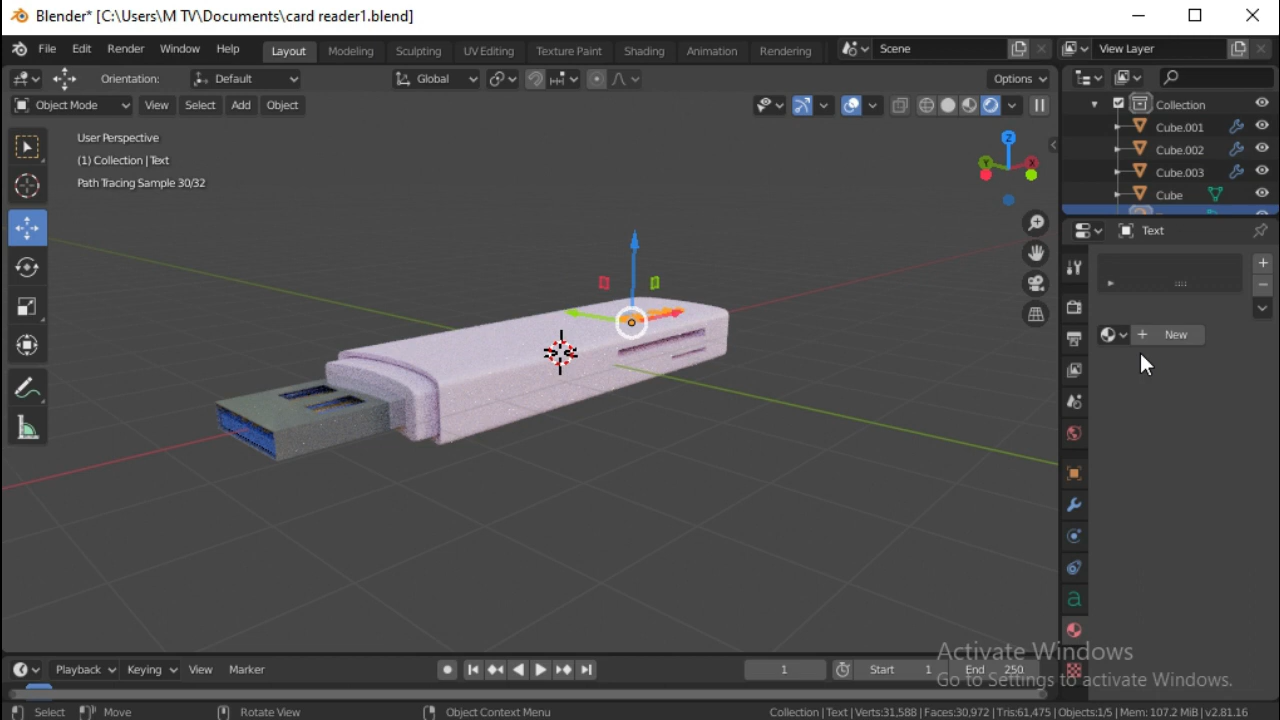 Blender* [C:\Users\M TV\Documents\card reader1.blend]
File Edit Render Window Help Layout Modeling Sculpting UV Editing Texture Paint Shading Animation Rendering Scene View Layer
Orientation: Default Global Options
Object Mode View Select Add Object Collection
User Perspective
(1) Collection | Text
Path Tracing Sample 30/32
Z
Y
X
Cube.001
Cube.002
Cube.003
Cube
Text
New
Activate Windows
Go to Settings to activate Windows.
Playback Keying View Marker 1 Start 1 End 250
Select Move Rotate View Object Context Menu Collection | Text | Verts:31,588 | Faces:30,972 | Tris:61,475 | Objects:1/5 | Mem: 107.2 MiB | v2.81.16